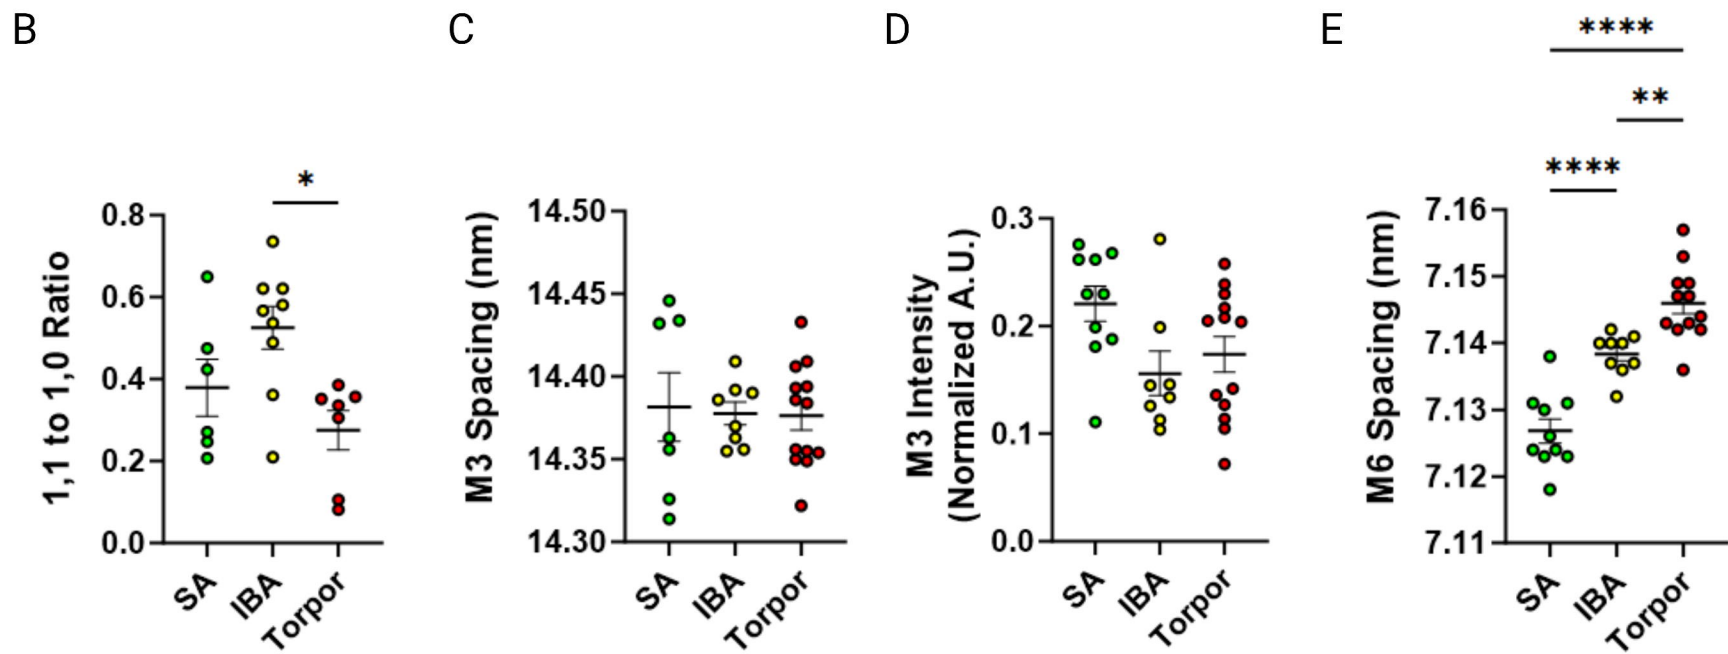 B
*
1,1 to 1,0 Ratio
0.8
0.6
0.4
0.2
0.0
SA
IBA
Torpor
C
M3 Spacing (nm)
14.50
14.45
14.40
14.35
14.30
SA
IBA
Torpor
D
M3 Intensity
(Normalized A.U.)
0.3
0.2
0.1
0.0
SA
IBA
Torpor
E
****
**
****
M6 Spacing (nm)
7.16
7.15
7.14
7.13
7.12
7.11
SA
IBA
Torpor